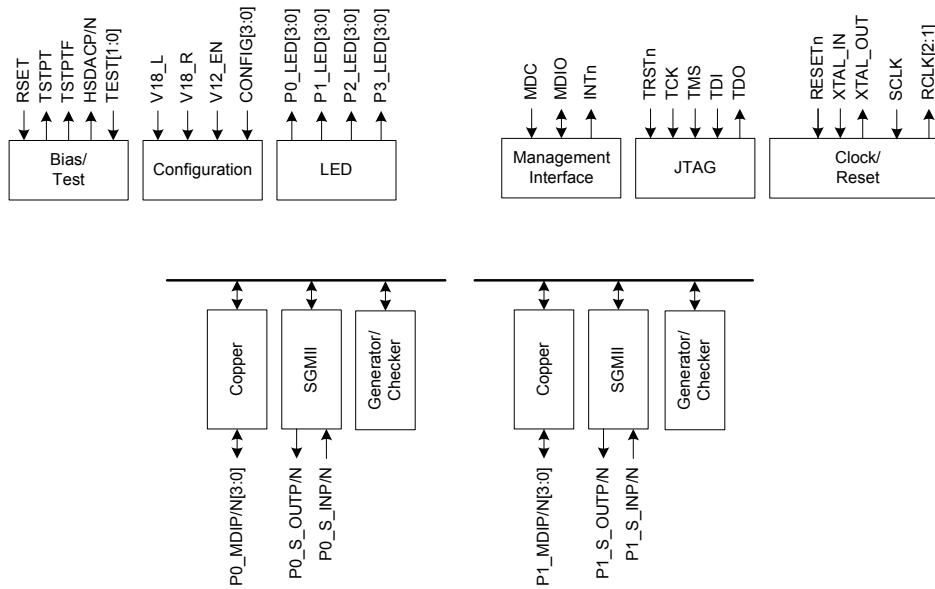 RSET
TSTPT
TSTPTF
HSDACP/N
TEST[1:0]
V18_L
V18_R
V12_EN
CONFIG[3:0]
P0_LED[3:0]
P1_LED[3:0]
P2_LED[3:0]
P3_LED[3:0]
MDC
MDIO
INTn
TRSTn
TCK
TMS
TDI
TDO
RESETn
XTAL_IN
XTAL_OUT
SCLK
RCLK[2:1]
Bias/
Test
Configuration
LED
Management
Interface
JTAG
Clock/
Reset
Copper
SGMII
Generator/
Checker
Copper
SGMII
Generator/
Checker
P0_MDIP/N[3:0]
P0_S_OUTP/N
P0_S_INP/N
P1_MDIP/N[3:0]
P1_S_OUTP/N
P1_S_INP/N